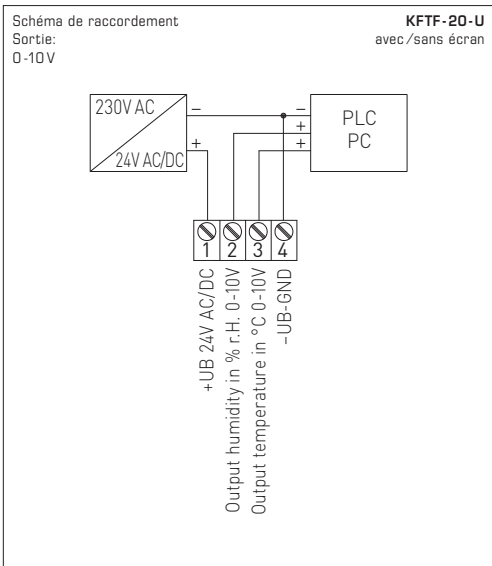 Schéma de raccordement
Sortie:
0-10V
KFTF-20-U
avec/sans écran
230V AC
24V AC/DC
–
+
–
+
+
PLC
PC
1 2 3 4
+UB 24V AC/DC
Output humidity in % r.H. 0-10V
Output temperature in °C 0-10V
–UB-GND